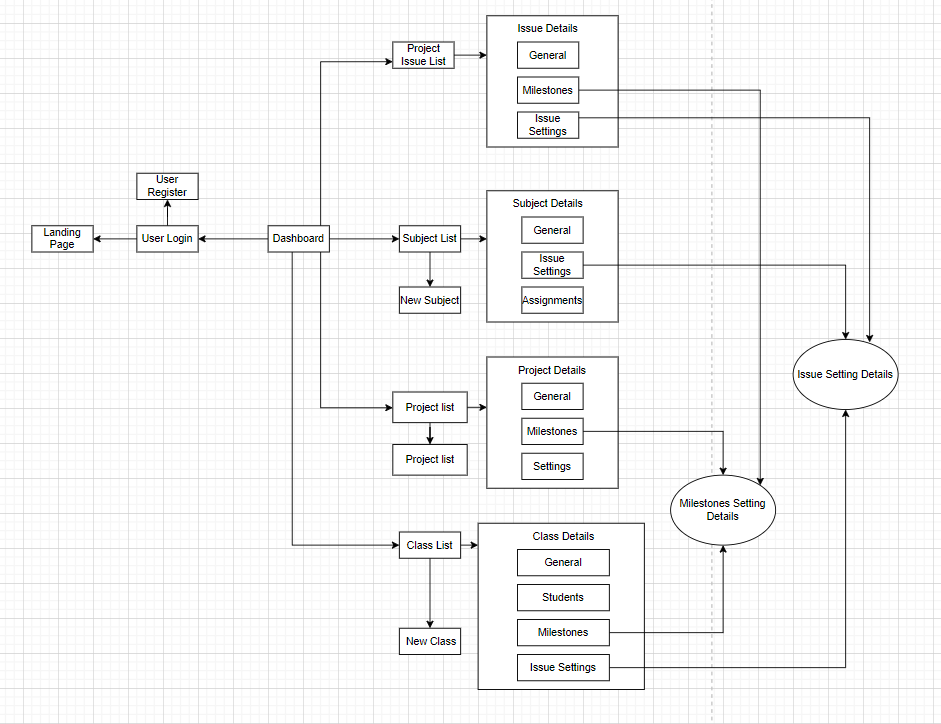 Issue Details
Project
Issue List
General
Milestones
Issue
Settings
User
Register
Landing
Page
User Login
Dashboard
Subject List
New Subject
Subject Details
General
Issue
Settings
Assignments
Issue Setting Details
Project list
Project list
Project Details
General
Milestones
Settings
Milestones Setting
Details
Class List
New Class
Class Details
General
Students
Milestones
Issue Settings